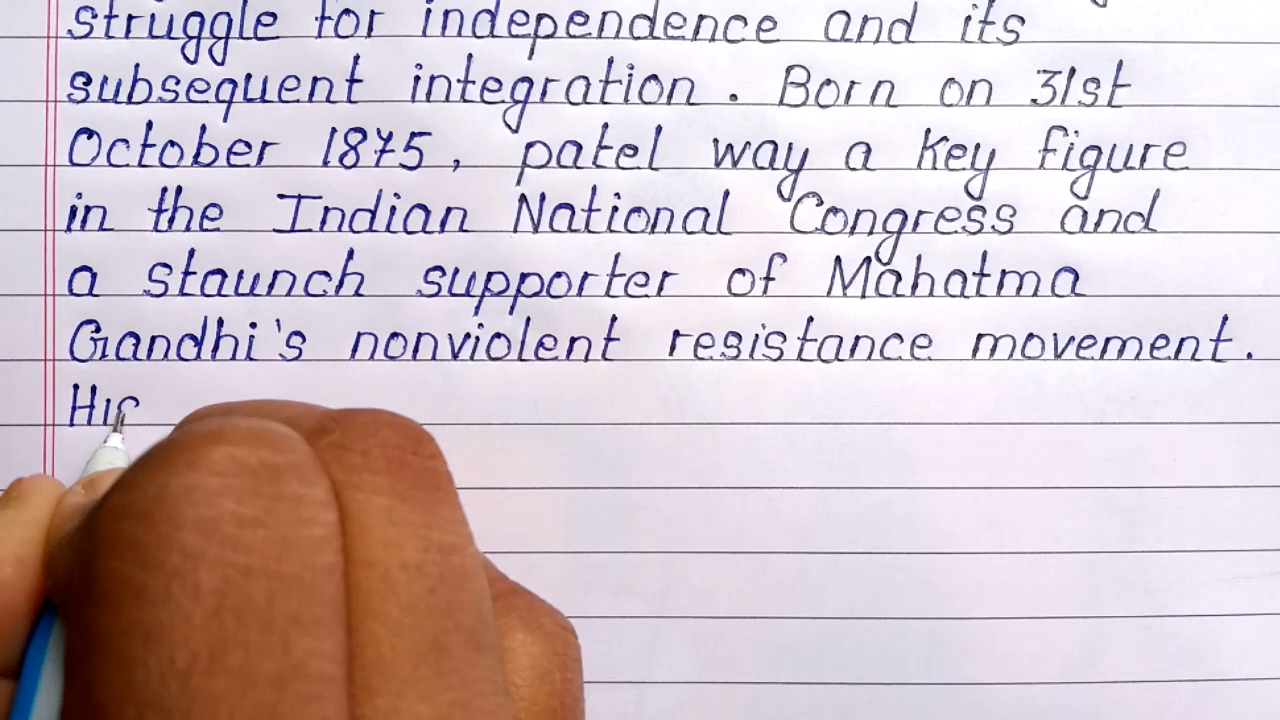 struggle for independence and its
subsequent integration. Born on 31st
October 1875, patel way a key figure
in the Indian National Congress and
a staunch supporter of Mahatma
Gandhi's nonviolent resistance movement.
His